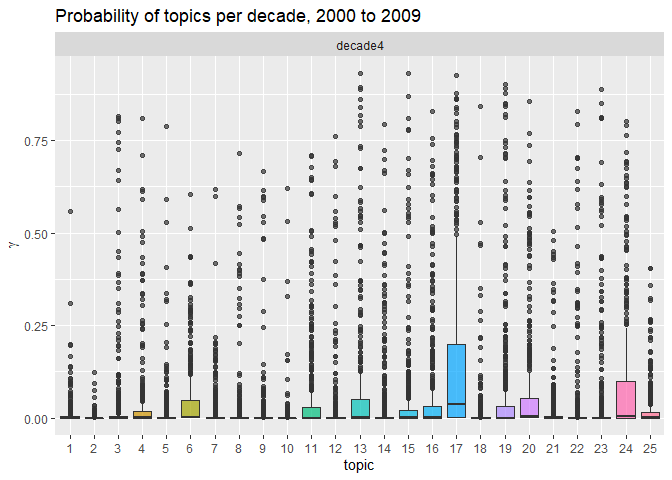 Probability of topics per decade, 2000 to 2009
decade4
0.75
0.50
0.25
0.00
γ
1 2 3 4 5 6 7 8 9 10 11 12 13 14 15 16 17 18 19 20 21 22 23 24 25
topic